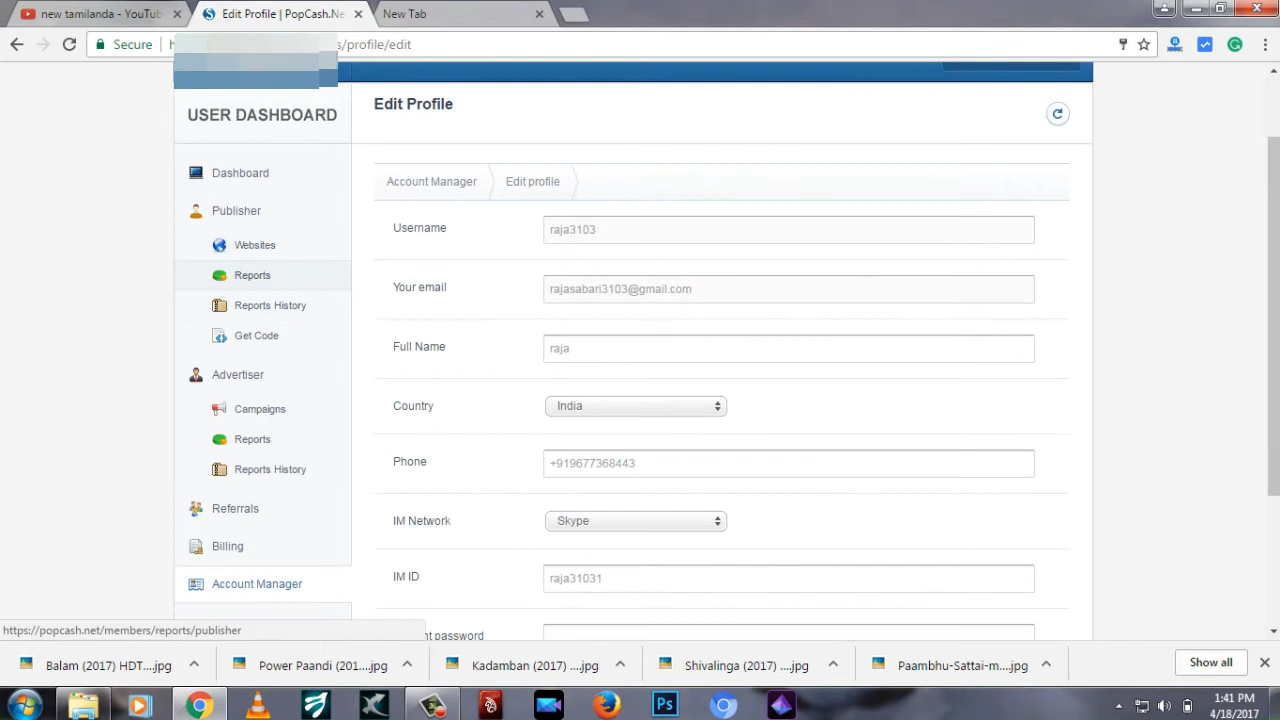 new tamilanda - YouTub
Edit Profile | PopCash.Ne
New Tab
Secure
s/profile/edit
USER DASHBOARD
Edit Profile
Account Manager
Edit profile
Dashboard
Publisher
Websites
Reports
Reports History
Get Code
Advertiser
Campaigns
Reports
Reports History
Referrals
Billing
Account Manager
Username
raja3103
Your email
rajasabari3103@gmail.com
Full Name
raja
Country
India
Phone
+919677368443
IM Network
Skype
IM ID
raja31031
nt password
https://popcash.net/members/reports/publisher
Balam (2017) HDT....jpg
Power Paandi (201....jpg
Kadamban (2017) ....jpg
Shivalinga (2017) ....jpg
Paambhu-Sattai-m....jpg
Show all
Ps
1:41 PM
4/18/2017